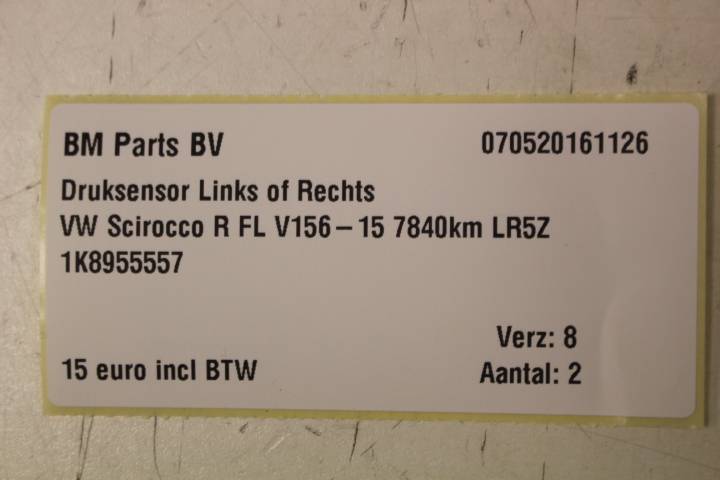 BM Parts BV 070520161126
Druksensor Links of Rechts
VW Scirocco R FL V156 – 15 7840km LR5Z
1K8955557
Verz: 8
15 euro incl BTW Aantal: 2